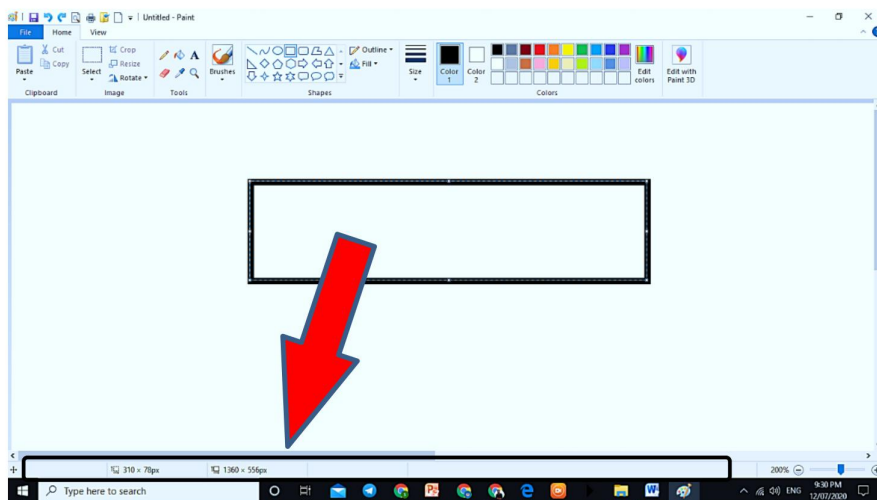 Untitled - Paint
File Home View
Paste
Cut
Copy
Clipboard
Select
Crop
Resize
Rotate
Image
A
Tools
Brushes
Outline
Fill
Shapes
Size
Color 1
Color 2
Edit colors
Colors
Edit with Paint 3D
310 × 78px
1360 × 556px
200%
Type here to search
ENG
9:30 PM
12/07/2020